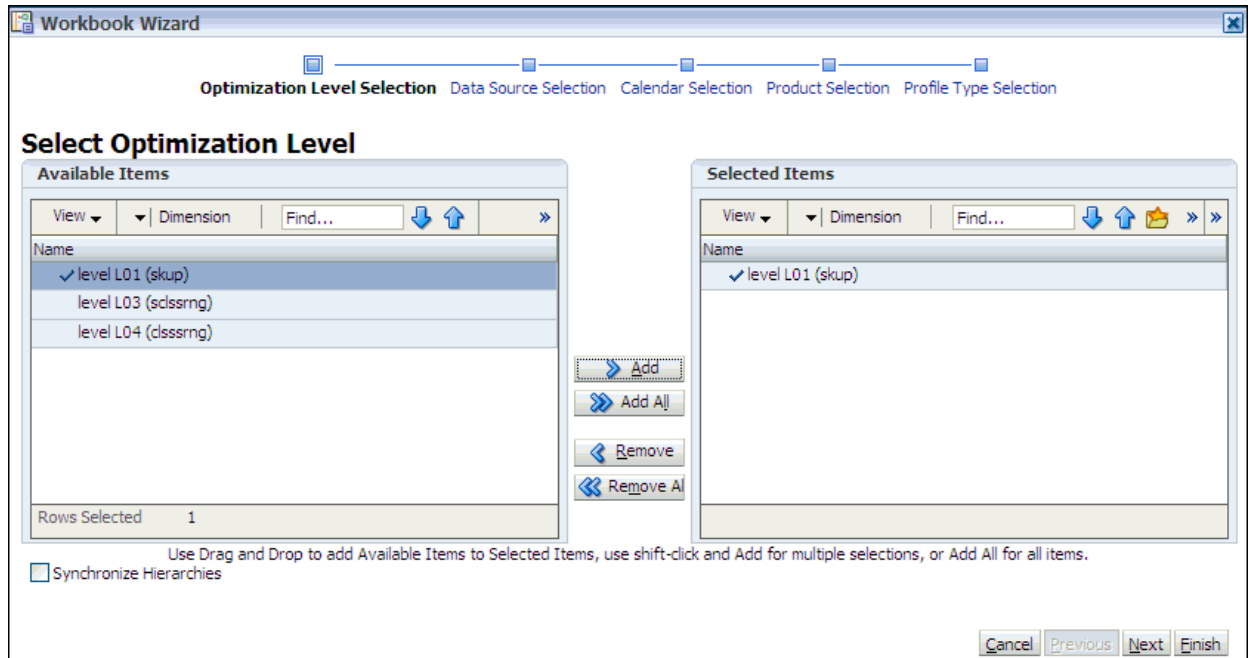 Workbook Wizard
Optimization Level Selection Data Source Selection Calendar Selection Product Selection Profile Type Selection
Select Optimization Level
Available Items
View Dimension Find... »
Name
level L01 (skup)
level L03 (sclssrng)
level L04 (clsssrng)
Rows Selected 1
Add
Add All
Remove
Remove Al
Selected Items
View Dimension Find... » »
Name
level L01 (skup)
Use Drag and Drop to add Available Items to Selected Items, use shift-click and Add for multiple selections, or Add All for all items.
Synchronize Hierarchies
Cancel Previous Next Finish